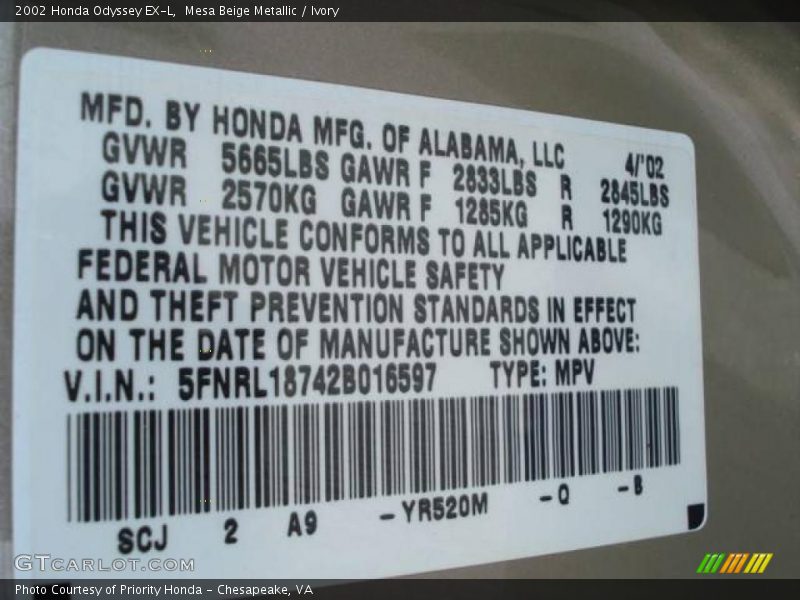 2002 Honda Odyssey EX-L,  Mesa Beige Metallic / Ivory
MFD. BY HONDA MFG. OF ALABAMA, LLC 4/'02
GVWR 5665LBS GAWR F 2833LBS R 2845LBS
GVWR 2570KG GAWR F 1285KG R 1290KG
THIS VEHICLE CONFORMS TO ALL APPLICABLE
FEDERAL MOTOR VEHICLE SAFETY
AND THEFT PREVENTION STANDARDS IN EFFECT
ON THE DATE OF MANUFACTURE SHOWN ABOVE:
V.I.N.: 5FNRL18742B016597 TYPE: MPV
SCJ 2 A9 -YR520M -Q -B
GTCARLOT.COM
Photo Courtesy of Priority Honda - Chesapeake, VA